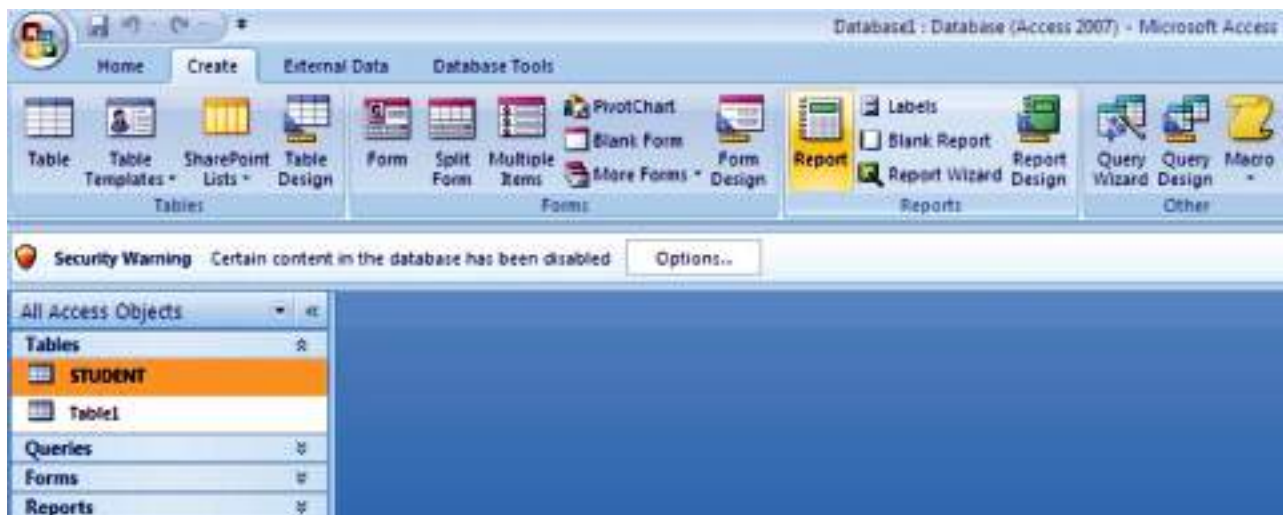 Database1 : Database (Access 2007) - Microsoft Access
Home Create External Data Database Tools
Table
Table Templates
SharePoint Lists
Table Design
Tables
Form
Split Form
Multiple Items
PivotChart
Blank Form
More Forms
Form Design
Forms
Report
Labels
Blank Report
Report Wizard
Report Design
Reports
Query Wizard
Query Design
Macro
Other
Security Warning Certain content in the database has been disabled Options...
All Access Objects
Tables
STUDENT
Table1
Queries
Forms
Reports